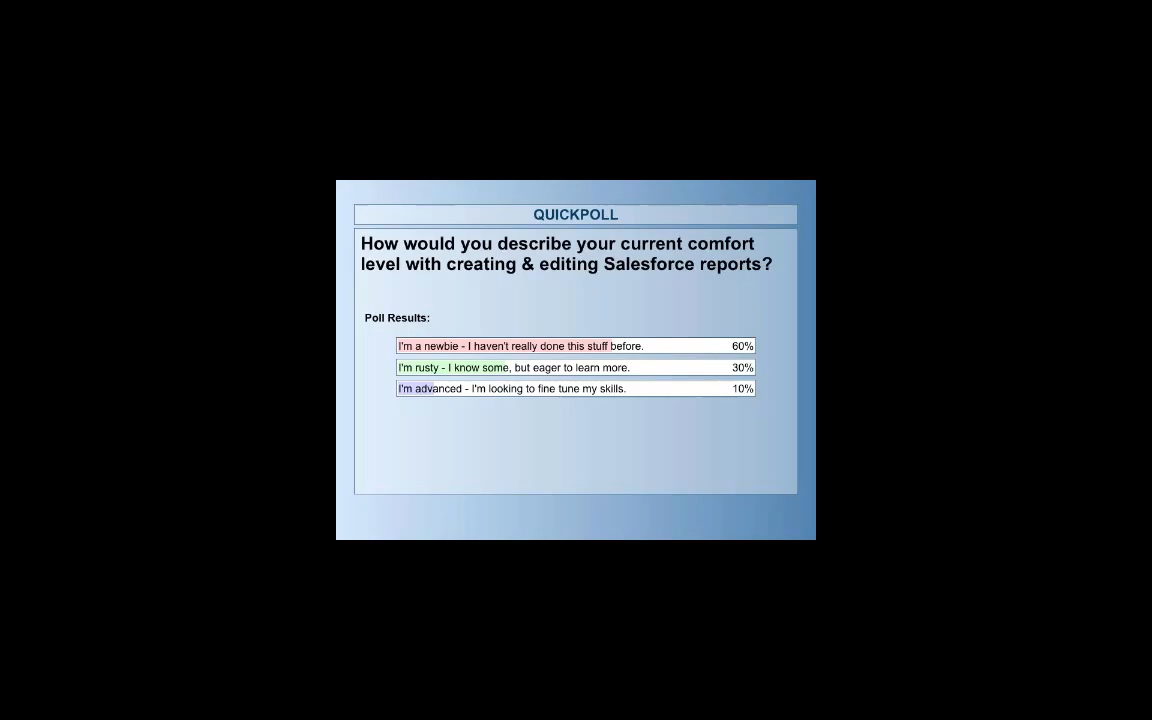 QUICKPOLL
How would you describe your current comfort
level with creating & editing Salesforce reports?
Poll Results:
I'm a newbie - I haven't really done this stuff before. 60%
I'm rusty - I know some, but eager to learn more. 30%
I'm advanced - I'm looking to fine tune my skills. 10%